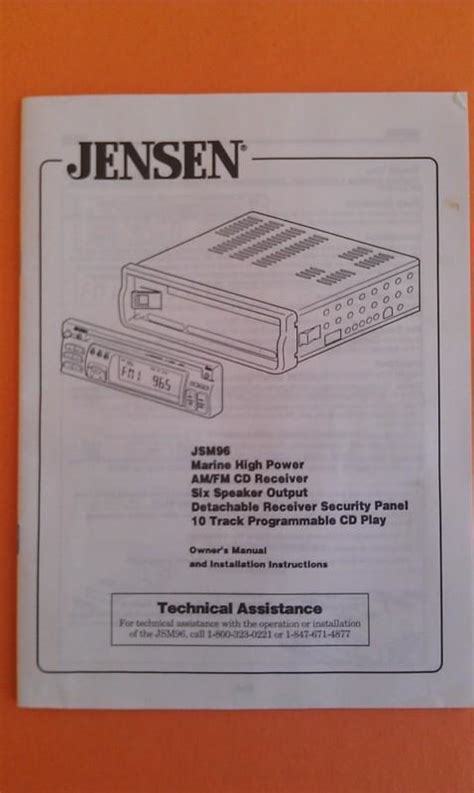 JENSEN®
FM1 965
JSM96
Marine High Power
AM/FM CD Receiver
Six Speaker Output
Detachable Receiver Security Panel
10 Track Programmable CD Play
Owner's Manual
and Installation Instructions
Technical Assistance
For technical assistance with the operation or installation
of the JSM96, call 1-800-323-0221 or 1-847-671-4877